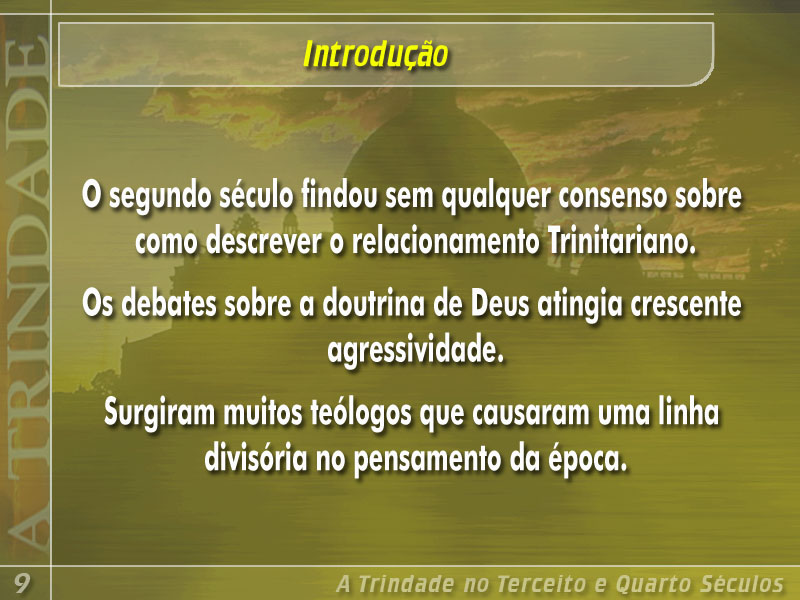 Introdução
A TRINDADE
O segundo século findou sem qualquer consenso sobre
como descrever o relacionamento Trinitariano.
Os debates sobre a doutrina de Deus atingia crescente
agressividade.
Surgiram muitos teólogos que causaram uma linha
divisória no pensamento da época.
9
A Trindade no Terceito e Quarto Séculos